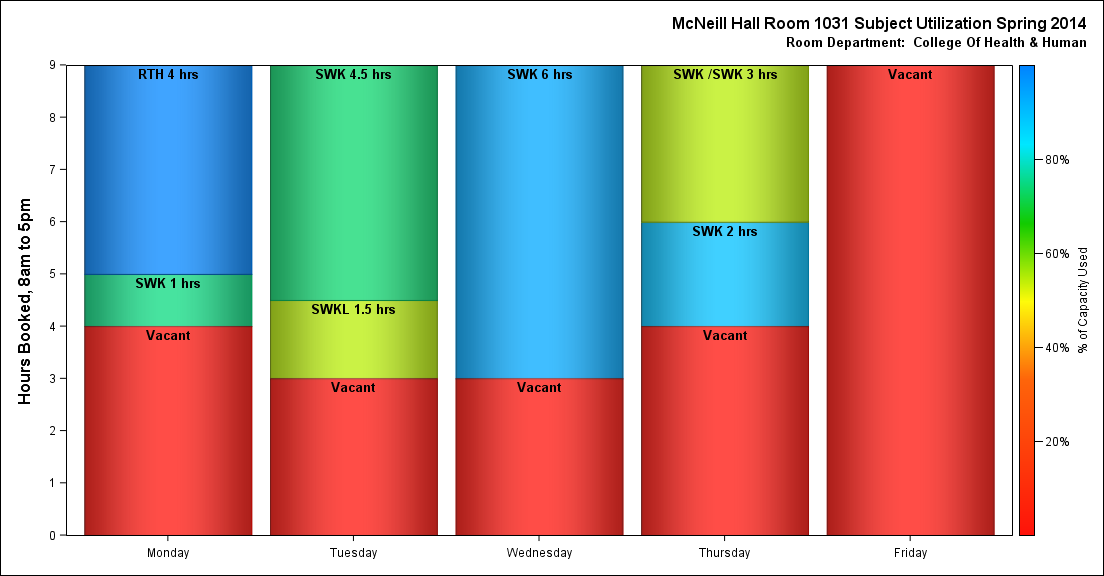 McNeill Hall Room 1031 Subject Utilization Spring 2014
Room Department:  College Of Health & Human
Hours Booked, 8am to 5pm
9
8
7
6
5
4
3
2
1
0
RTH 4 hrs
SWK 1 hrs
Vacant
SWK 4.5 hrs
SWKL 1.5 hrs
Vacant
SWK 6 hrs
Vacant
SWK /SWK 3 hrs
SWK 2 hrs
Vacant
Vacant
Monday
Tuesday
Wednesday
Thursday
Friday
80%
60%
40%
20%
% of Capacity Used